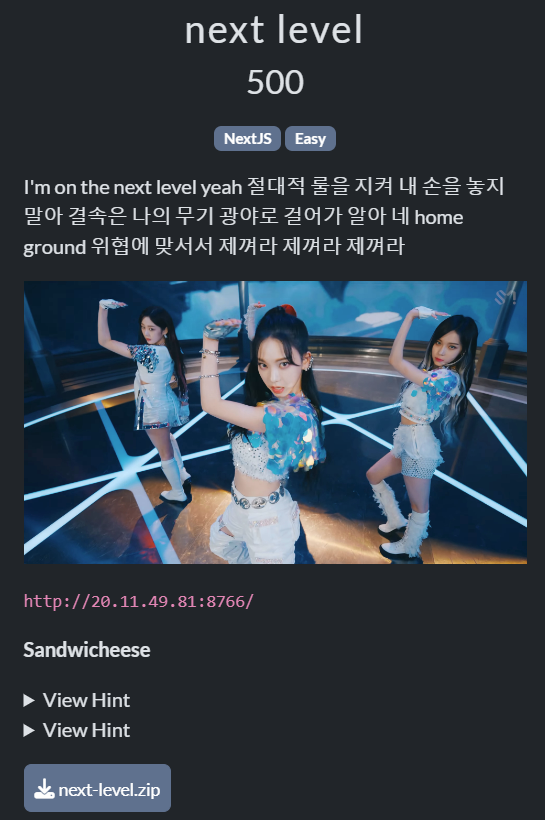 next level
500
NextJS Easy
I'm on the next level yeah 절대적 룰을 지켜 내 손을 놓지
말아 결속은 나의 무기 광야로 걸어가 알아 네 home
ground 위협에 맞서서 제껴라 제껴라 제껴라
http://20.11.49.81:8766/
Sandwicheese
▶ View Hint
▶ View Hint
next-level.zip